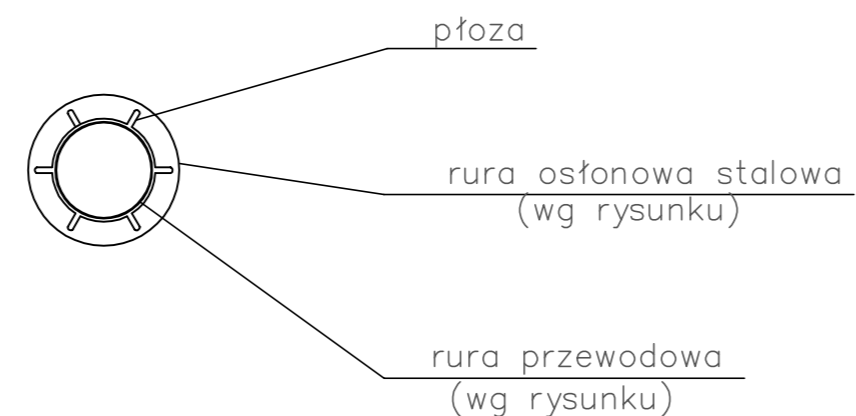 płoza
rura osłonowa stalowa
(wg rysunku)
rura przewodowa
(wg rysunku)